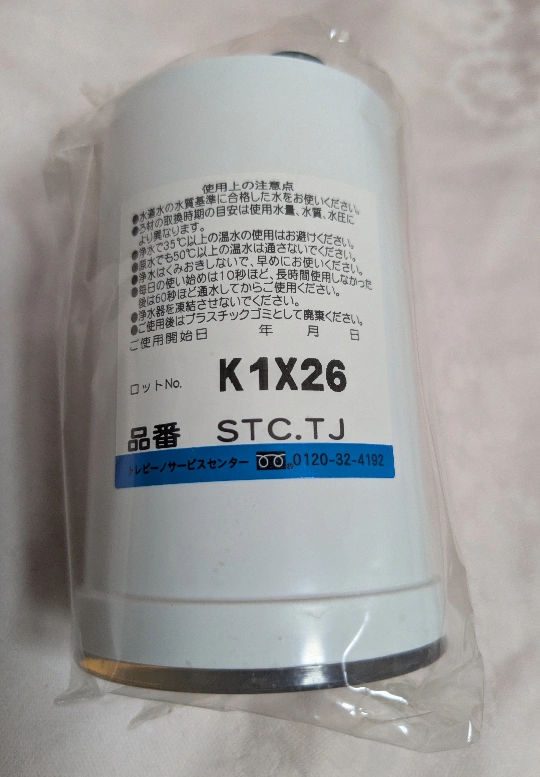 使用上の注意点
●水道水の水質基準に合格した水をお使いください。
●ろ材の取換時期の目安は使用水量、水質、水圧に
より異なります。
●浄水で35℃以上の温水の使用はお避けください。
●原水でも50℃以上の温水は通さないでください。
●浄水はくみおきしないで、早めにお使いください。
●毎日の使い始めは10秒ほど、長時間使用しなかった
後は60秒ほど通水してからご使用ください。
●浄水器を凍結させないでください。
●ご使用後はプラスチックゴミとして廃棄ください。
ご使用開始日 年 月 日
ロットNo. K1X26
品番 STC.TJ
トレビーノサービスセンター 0120-32-4192